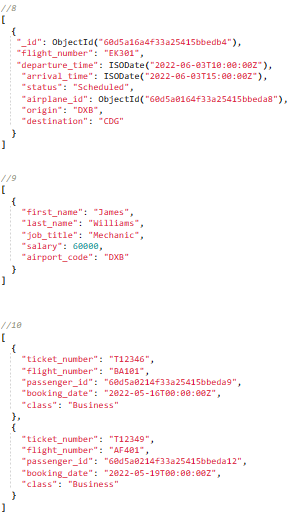 //8
[
{
"_id": ObjectId("60d5a16a4f33a25415bbedb4"),
"flight_number": "EK301",
"departure_time": ISODate("2022-06-03T10:00:00Z"),
"arrival_time": ISODate("2022-06-03T15:00:00Z"),
"status": "Scheduled",
"airplane_id": ObjectId("60d5a0164f33a25415bbeda8"),
"origin": "DXB",
"destination": "CDG"
}
]
//9
[
{
"first_name": "James",
"last_name": "Williams",
"job_title": "Mechanic",
"salary": 60000,
"airport_code": "DXB"
}
]
//10
[
{
"ticket_number": "T12346",
"flight_number": "BA101",
"passenger_id": "60d5a0214f33a25415bbeda9",
"booking_date": "2022-05-16T00:00:00Z",
"class": "Business"
},
{
"ticket_number": "T12349",
"flight_number": "AF401",
"passenger_id": "60d5a0214f33a25415bbeda12",
"booking_date": "2022-05-19T00:00:00Z",
"class": "Business"
}
]